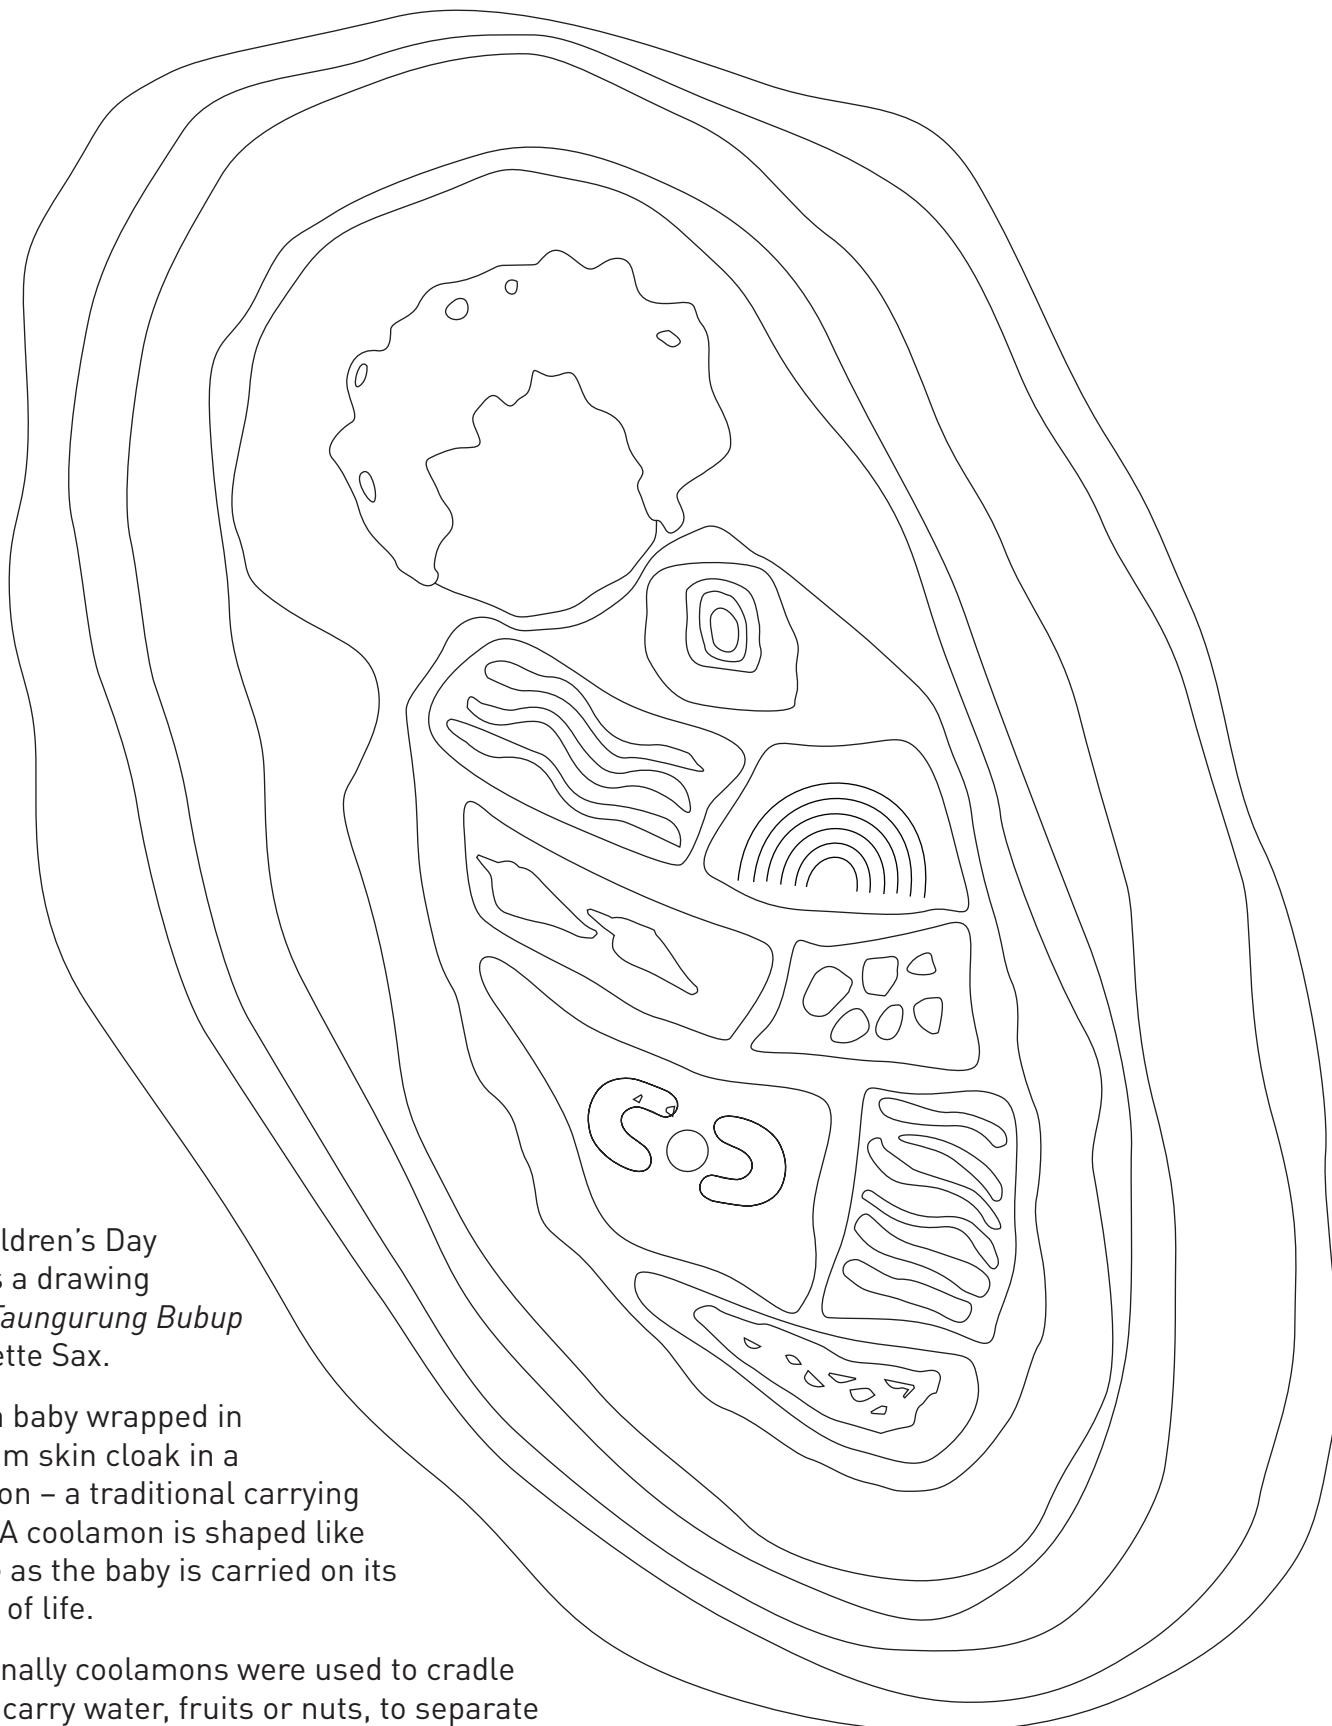 ldren’s Day
s a drawing
Taungurung Bubup
ette Sax.
a baby wrapped in
m skin cloak in a
on – a traditional carrying
A coolamon is shaped like
e as the baby is carried on its
of life.
nally coolamons were used to cradle
carry water, fruits or nuts, to separate